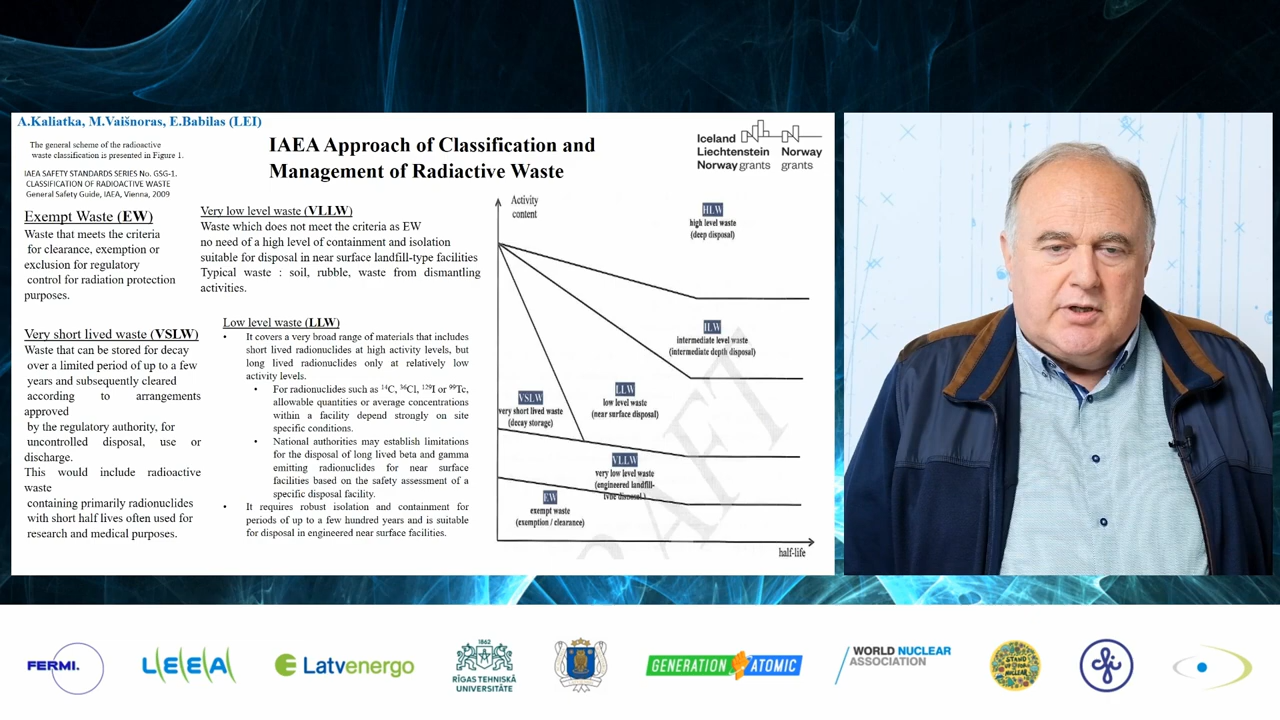 A.Kaliatka, M.Vaišnoras, E.Babilas (LEI)
The general scheme of the radioactive
waste classification is presented in Figure 1.
IAEA SAFETY STANDARDS SERIES No. GSG-1.
CLASSIFICATION OF RADIOACTIVE WASTE
General Safety Guide, IAEA, Vienna, 2009
IAEA Approach of Classification and
Management of Radiactive Waste
Iceland
Liechtenstein
Norway grants
Norway
grants
Exempt Waste (EW)
Waste that meets the criteria
for clearance, exemption or
exclusion for regulatory
control for radiation protection
purposes.
Very short lived waste (VSLW)
Waste that can be stored for decay
over a limited period of up to a few
years and subsequently cleared
according to arrangements
approved
by the regulatory authority, for
uncontrolled disposal, use or
discharge.
This would include radioactive
waste
containing primarily radionuclides
with short half lives often used for
research and medical purposes.
Very low level waste (VLLW)
Waste which does not meet the criteria as EW
no need of a high level of containment and isolation
suitable for disposal in near surface landfill-type facilities
Typical waste : soil, rubble, waste from dismantling
activities.
Low level waste (LLW)
• It covers a very broad range of materials that includes
short lived radionuclides at high activity levels, but
long lived radionuclides only at relatively low
activity levels.
• For radionuclides such as ¹⁴C, ³⁶Cl, ¹²⁹I or ⁹⁹Tc,
allowable quantities or average concentrations
within a facility depend strongly on site
specific conditions.
• National authorities may establish limitations
for the disposal of long lived beta and gamma
emitting radionuclides for near surface
facilities based on the safety assessment of a
specific disposal facility.
• It requires robust isolation and containment for
periods of up to a few hundred years and is suitable
for disposal in engineered near surface facilities.
Activity
content
HLW
high level waste
(deep disposal)
ILW
intermediate level waste
(intermediate depth disposal)
VSLW
very short lived waste
(decay storage)
LLW
low level waste
(near surface disposal)
VLLW
very low level waste
(engineered landfill-
type disposal)
EW
exempt waste
(exemption / clearance)
half-life
DRAFT
FERMI.
LEEA
Latvenergo
1862
RĪGAS TEHNISKĀ
UNIVERSITĀTE
GENERATION ATOMIC
WORLD NUCLEAR
ASSOCIATION
STAND
UP FOR
NUCLEAR